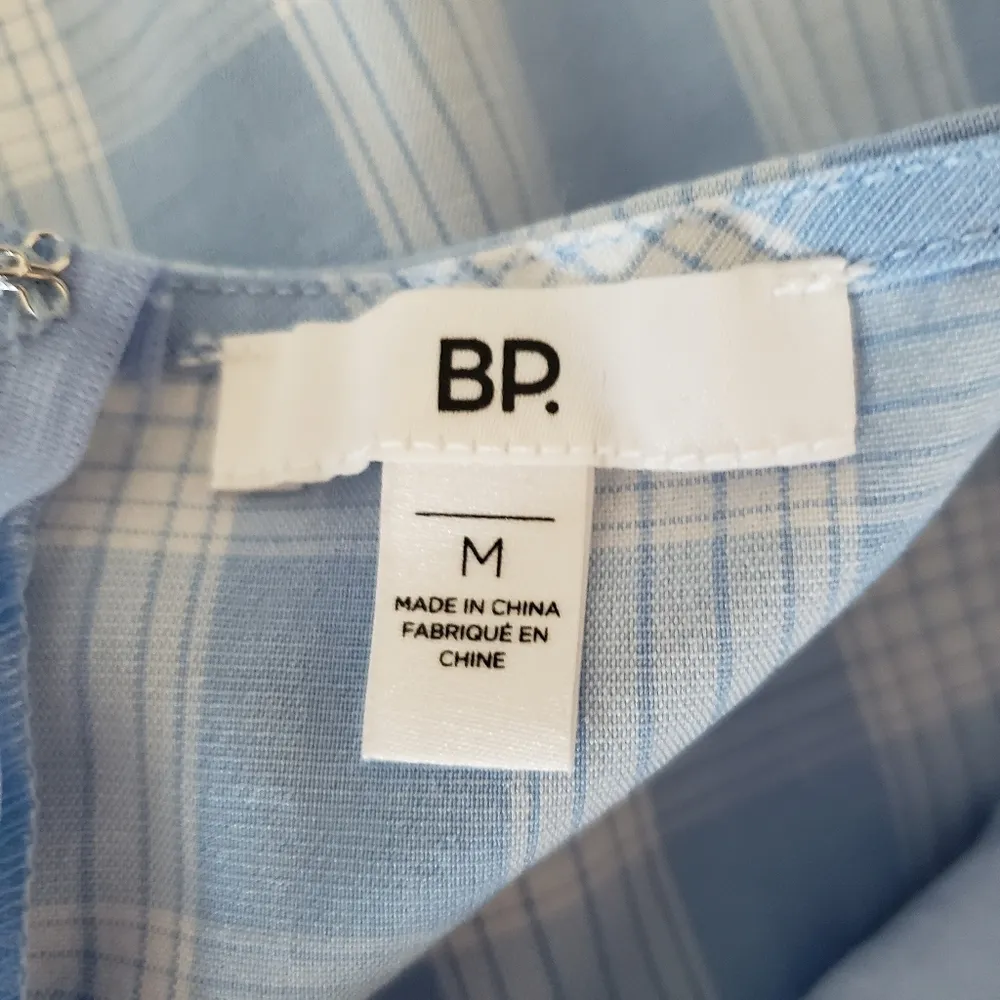 BP.
M
MADE IN CHINA
FABRIQUÉ EN
CHINE